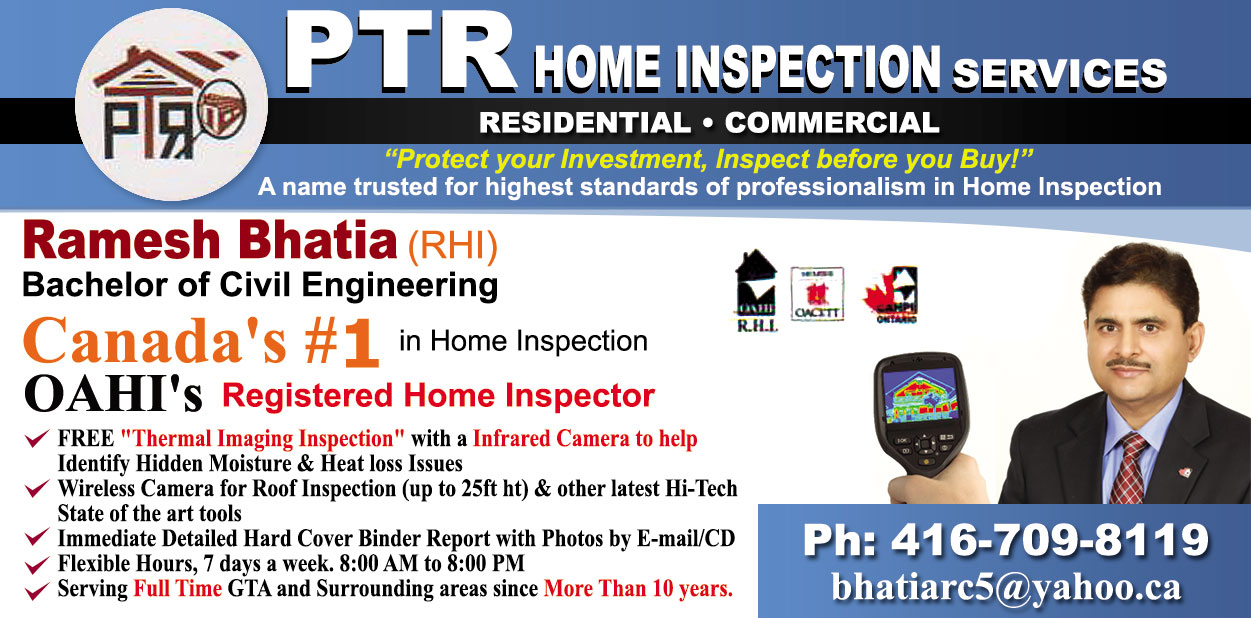 PTR
PTR HOME INSPECTION SERVICES
RESIDENTIAL • COMMERCIAL
“Protect your Investment, Inspect before you Buy!”
A name trusted for highest standards of professionalism in Home Inspection
Ramesh Bhatia (RHI)
Bachelor of Civil Engineering
Canada's #1 in Home Inspection
OAHI's Registered Home Inspector
OAHI
R.H.I.
OACETT
CAHPI
ONTARIO
✓ FREE "Thermal Imaging Inspection" with a Infrared Camera to help
Identify Hidden Moisture & Heat loss Issues
✓ Wireless Camera for Roof Inspection (up to 25ft ht) & other latest Hi-Tech
State of the art tools
✓ Immediate Detailed Hard Cover Binder Report with Photos by E-mail/CD
✓ Flexible Hours, 7 days a week. 8:00 AM to 8:00 PM
✓ Serving Full Time GTA and Surrounding areas since More Than 10 years.
Ph: 416-709-8119
bhatiarc5@yahoo.ca